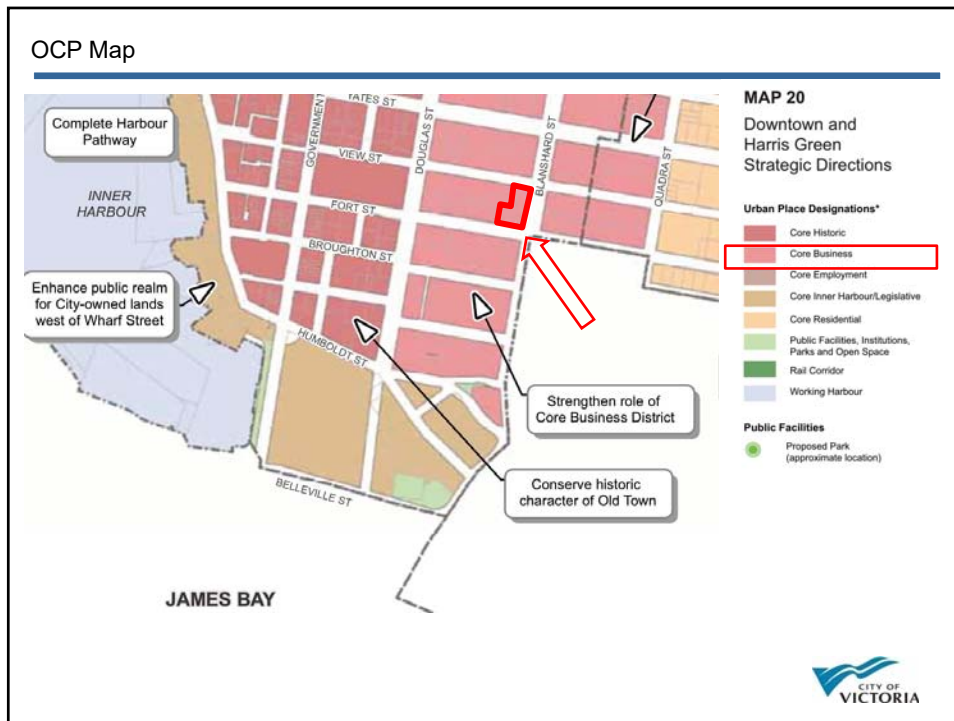 OCP Map
YATES ST
Complete Harbour
Pathway
GOVERNMENT
DOUGLAS ST
BLANSHARD ST
VIEW ST
QUADRA ST
INNER
HARBOUR
FORT ST
BROUGHTON ST
Enhance public realm
for City-owned lands
west of Wharf Street
HUMBOLDT ST
Strengthen role of
Core Business District
Conserve historic
character of Old Town
BELLEVILLE ST
JAMES BAY
MAP 20
Downtown and
Harris Green
Strategic Directions
Urban Place Designations*
Core Historic
Core Business
Core Employment
Core Inner Harbour/Legislative
Core Residential
Public Facilities, Institutions,
Parks and Open Space
Rail Corridor
Working Harbour
Public Facilities
Proposed Park
(approximate location)
CITY OF
VICTORIA